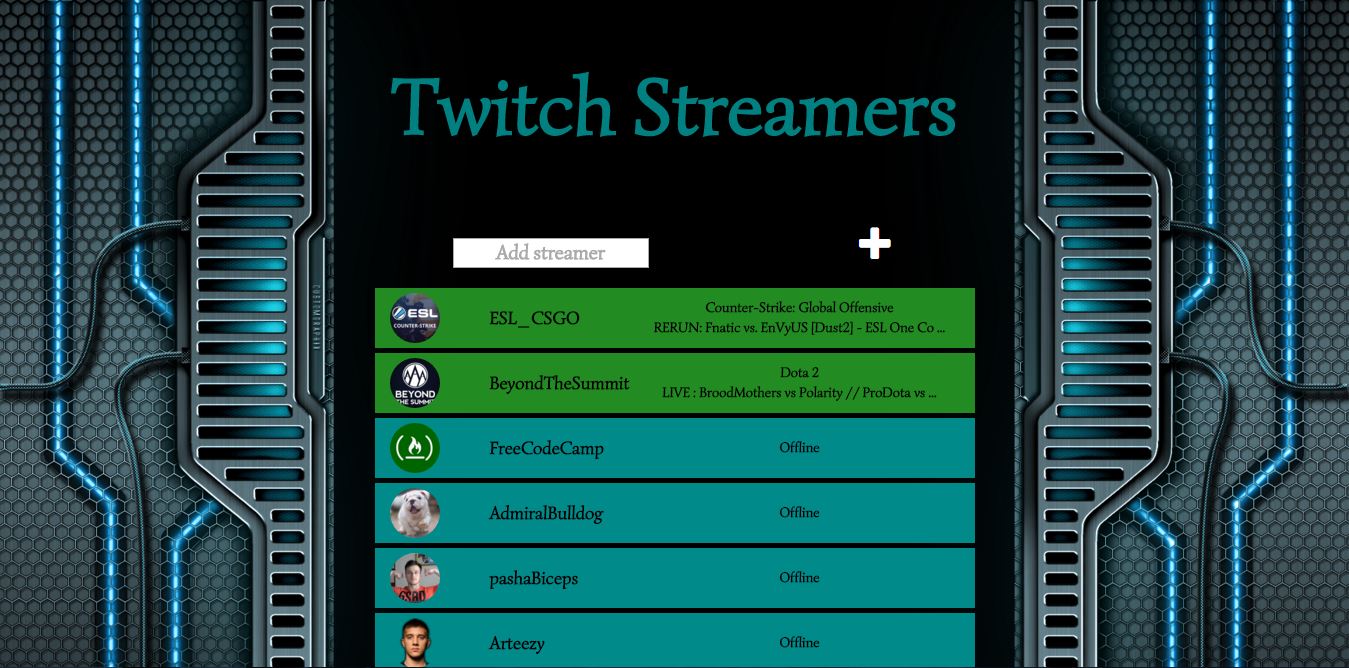 Twitch Streamers
Add streamer
ESL
COUNTER-STRIKE
ESL_CSGO
Counter-Strike: Global Offensive
RERUN: Fnatic vs. EnVyUS [Dust2] - ESL One Co ...
BEYOND
THE SUMMIT
BeyondTheSummit
Dota 2
LIVE : BroodMothers vs Polarity // ProDota vs ...
FreeCodeCamp
Offline
AdmiralBulldog
Offline
pashaBiceps
Offline
Arteezy
Offline